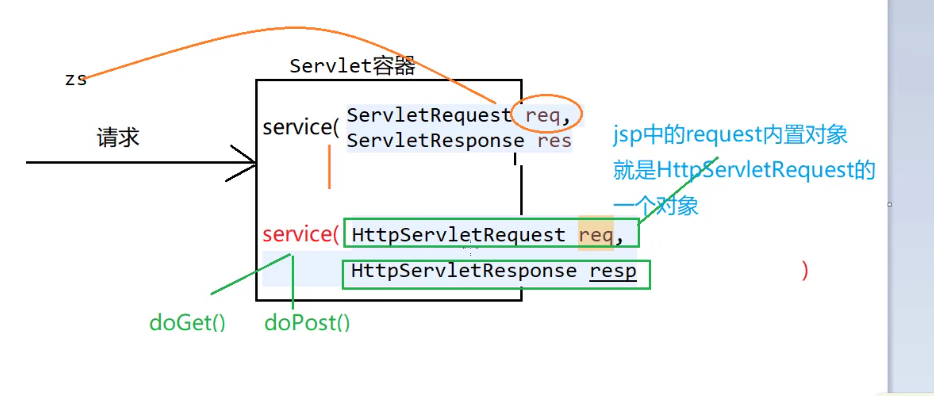 Servlet容器
zs
service( ServletRequest req,
ServletResponse res
请求
jsp中的request内置对象
就是HttpServletRequest的
一个对象
service( HttpServletRequest req,
HttpServletResponse resp )
doGet() doPost()